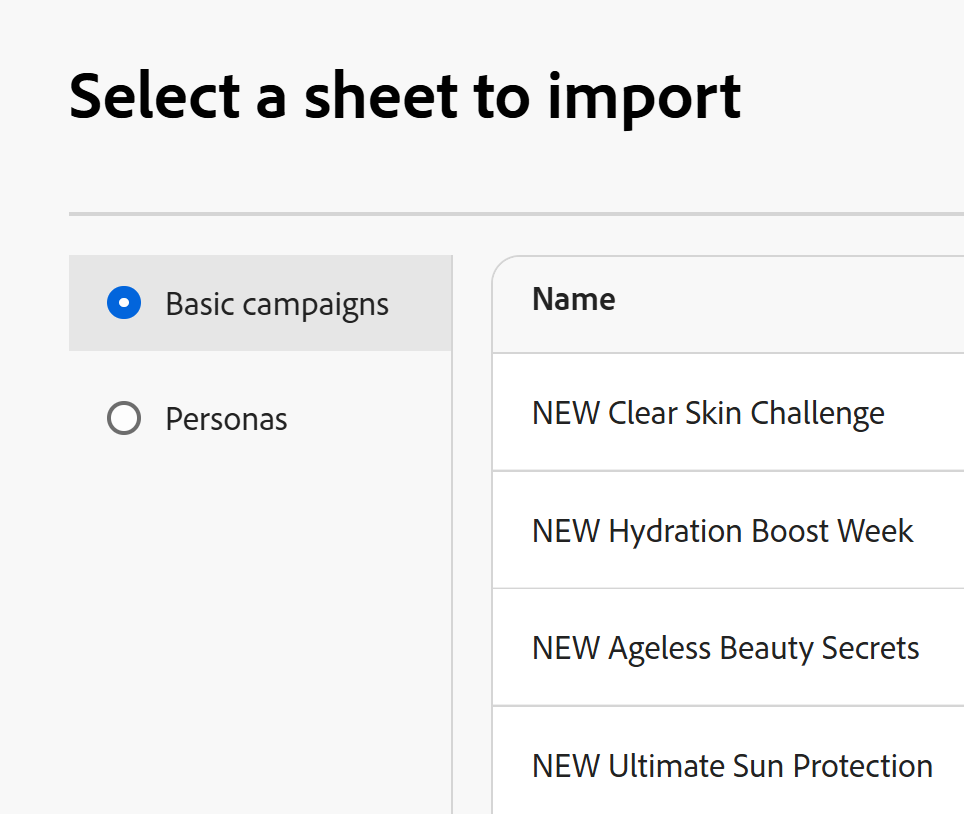 Select a sheet to import
Basic campaigns
Personas
Name
NEW Clear Skin Challenge
NEW Hydration Boost Week
NEW Ageless Beauty Secrets
NEW Ultimate Sun Protection